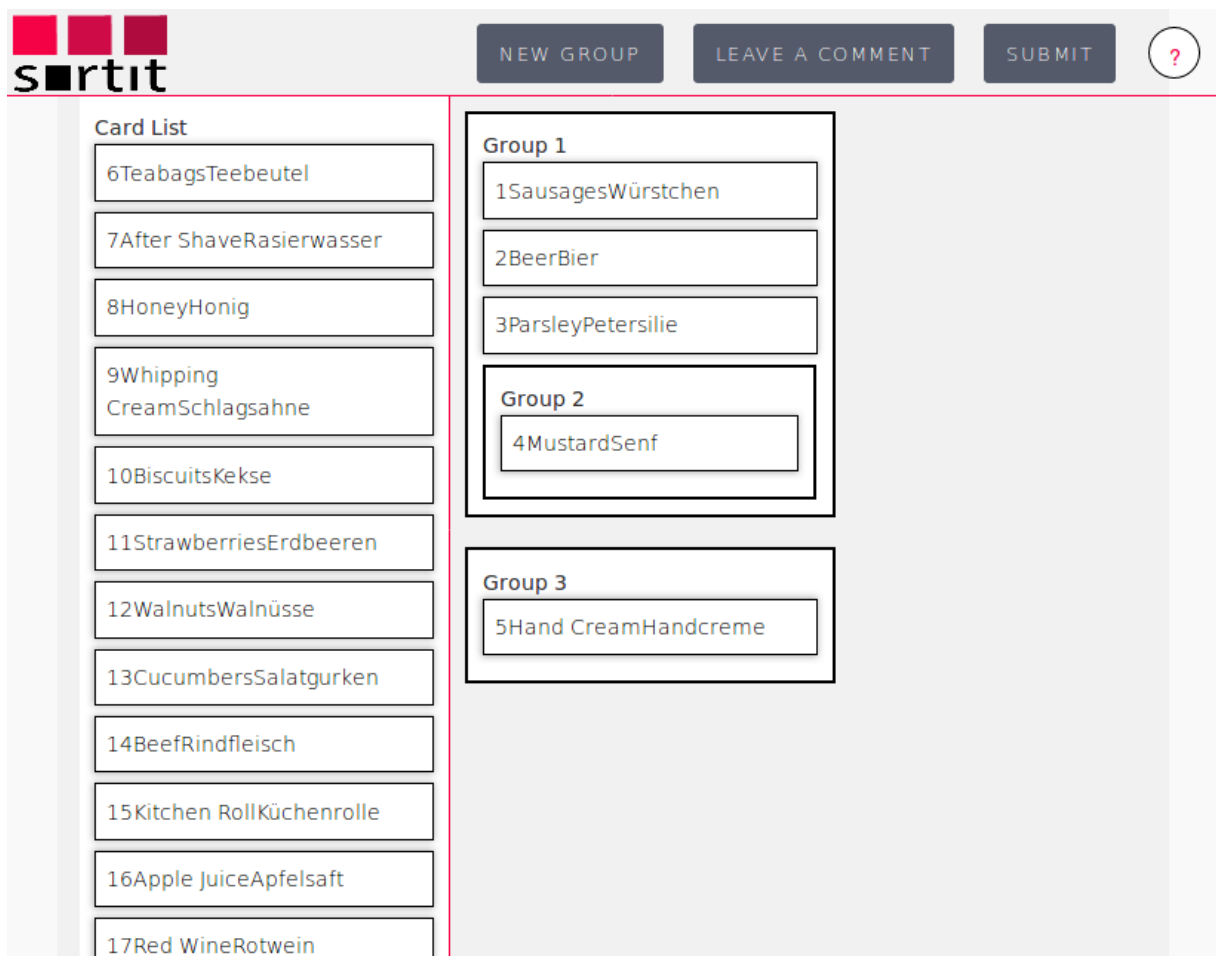 sortit
NEW GROUP
LEAVE A COMMENT
SUBMIT
?
Card List
6TeabagsTeebeutel
7After ShaveRasierwasser
8HoneyHonig
9Whipping
CreamSchlagsahne
10BiscuitsKekse
11StrawberriesErdbeeren
12WalnutsWalnüsse
13CucumbersSalatgurken
14BeefRindfleisch
15Kitchen RollKüchenrolle
16Apple JuiceApfelsaft
17Red WineRotwein
Group 1
1SausagesWürstchen
2BeerBier
3ParsleyPetersilie
Group 2
4MustardSenf
Group 3
5Hand CreamHandcreme